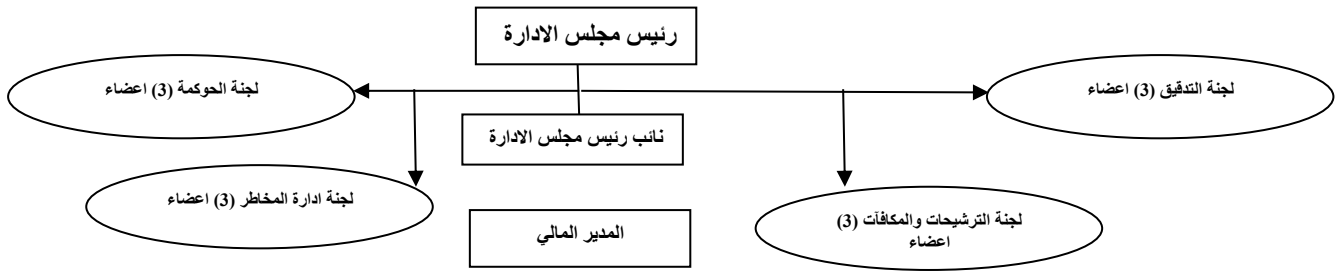 رئيس مجلس الادارة
لجنة التدقيق (3) اعضاء
لجنة الحوكمة (3) اعضاء
نائب رئيس مجلس الادارة
لجنة الترشيحات والمكافآت (3)
اعضاء
لجنة ادارة المخاطر (3) اعضاء
المدير المالي